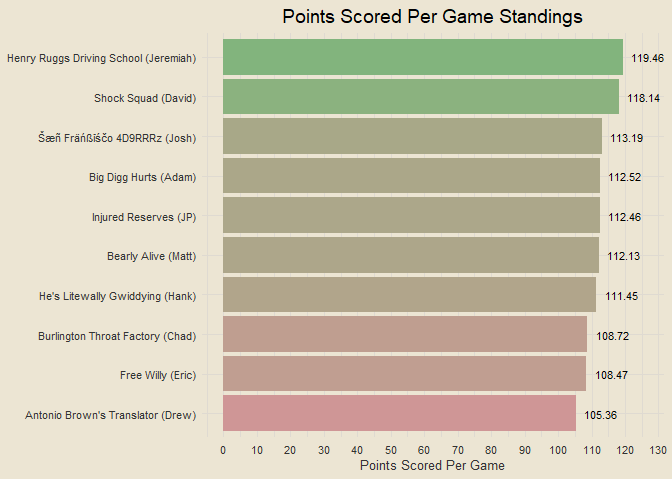 Points Scored Per Game Standings
Henry Ruggs Driving School (Jeremiah) 119.46
Shock Squad (David) 118.14
Šæñ Fráńßïščo 4D9RRRz (Josh) 113.19
Big Digg Hurts (Adam) 112.52
Injured Reserves (JP) 112.46
Bearly Alive (Matt) 112.13
He's Litewally Gwiddying (Hank) 111.45
Burlington Throat Factory (Chad) 108.72
Free Willy (Eric) 108.47
Antonio Brown's Translator (Drew) 105.36
0 10 20 30 40 50 60 70 80 90 100 110 120 130
Points Scored Per Game